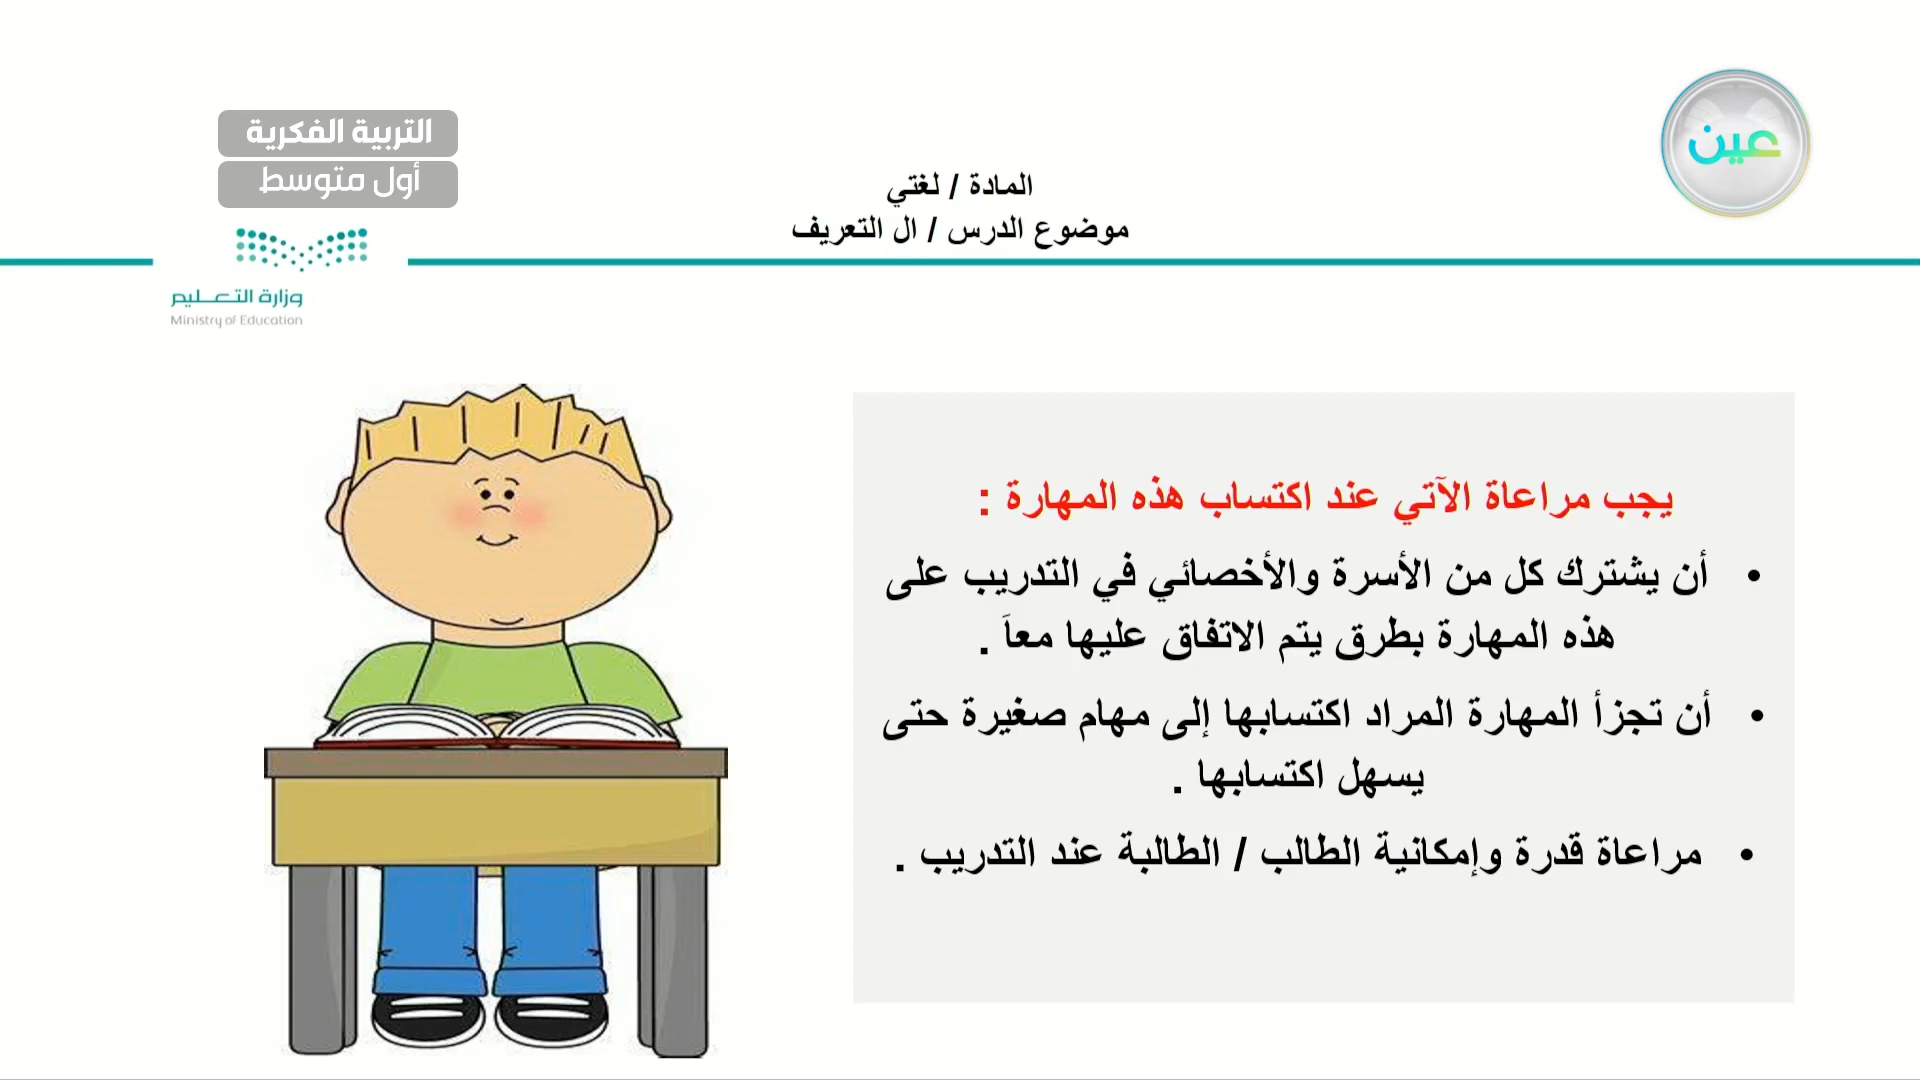 عين
التربية الفكرية
أول متوسط
المادة / لغتي
موضوع الدرس / ال التعريف
وزارة التعليم
Ministry of Education
يجب مراعاة الآتي عند اكتساب هذه المهارة :
• أن يشترك كل من الأسرة والأخصائي في التدريب على
هذه المهارة بطرق يتم الاتفاق عليها معاَ .
• أن تجزأ المهارة المراد اكتسابها إلى مهام صغيرة حتى
يسهل اكتسابها .
• مراعاة قدرة وإمكانية الطالب / الطالبة عند التدريب .